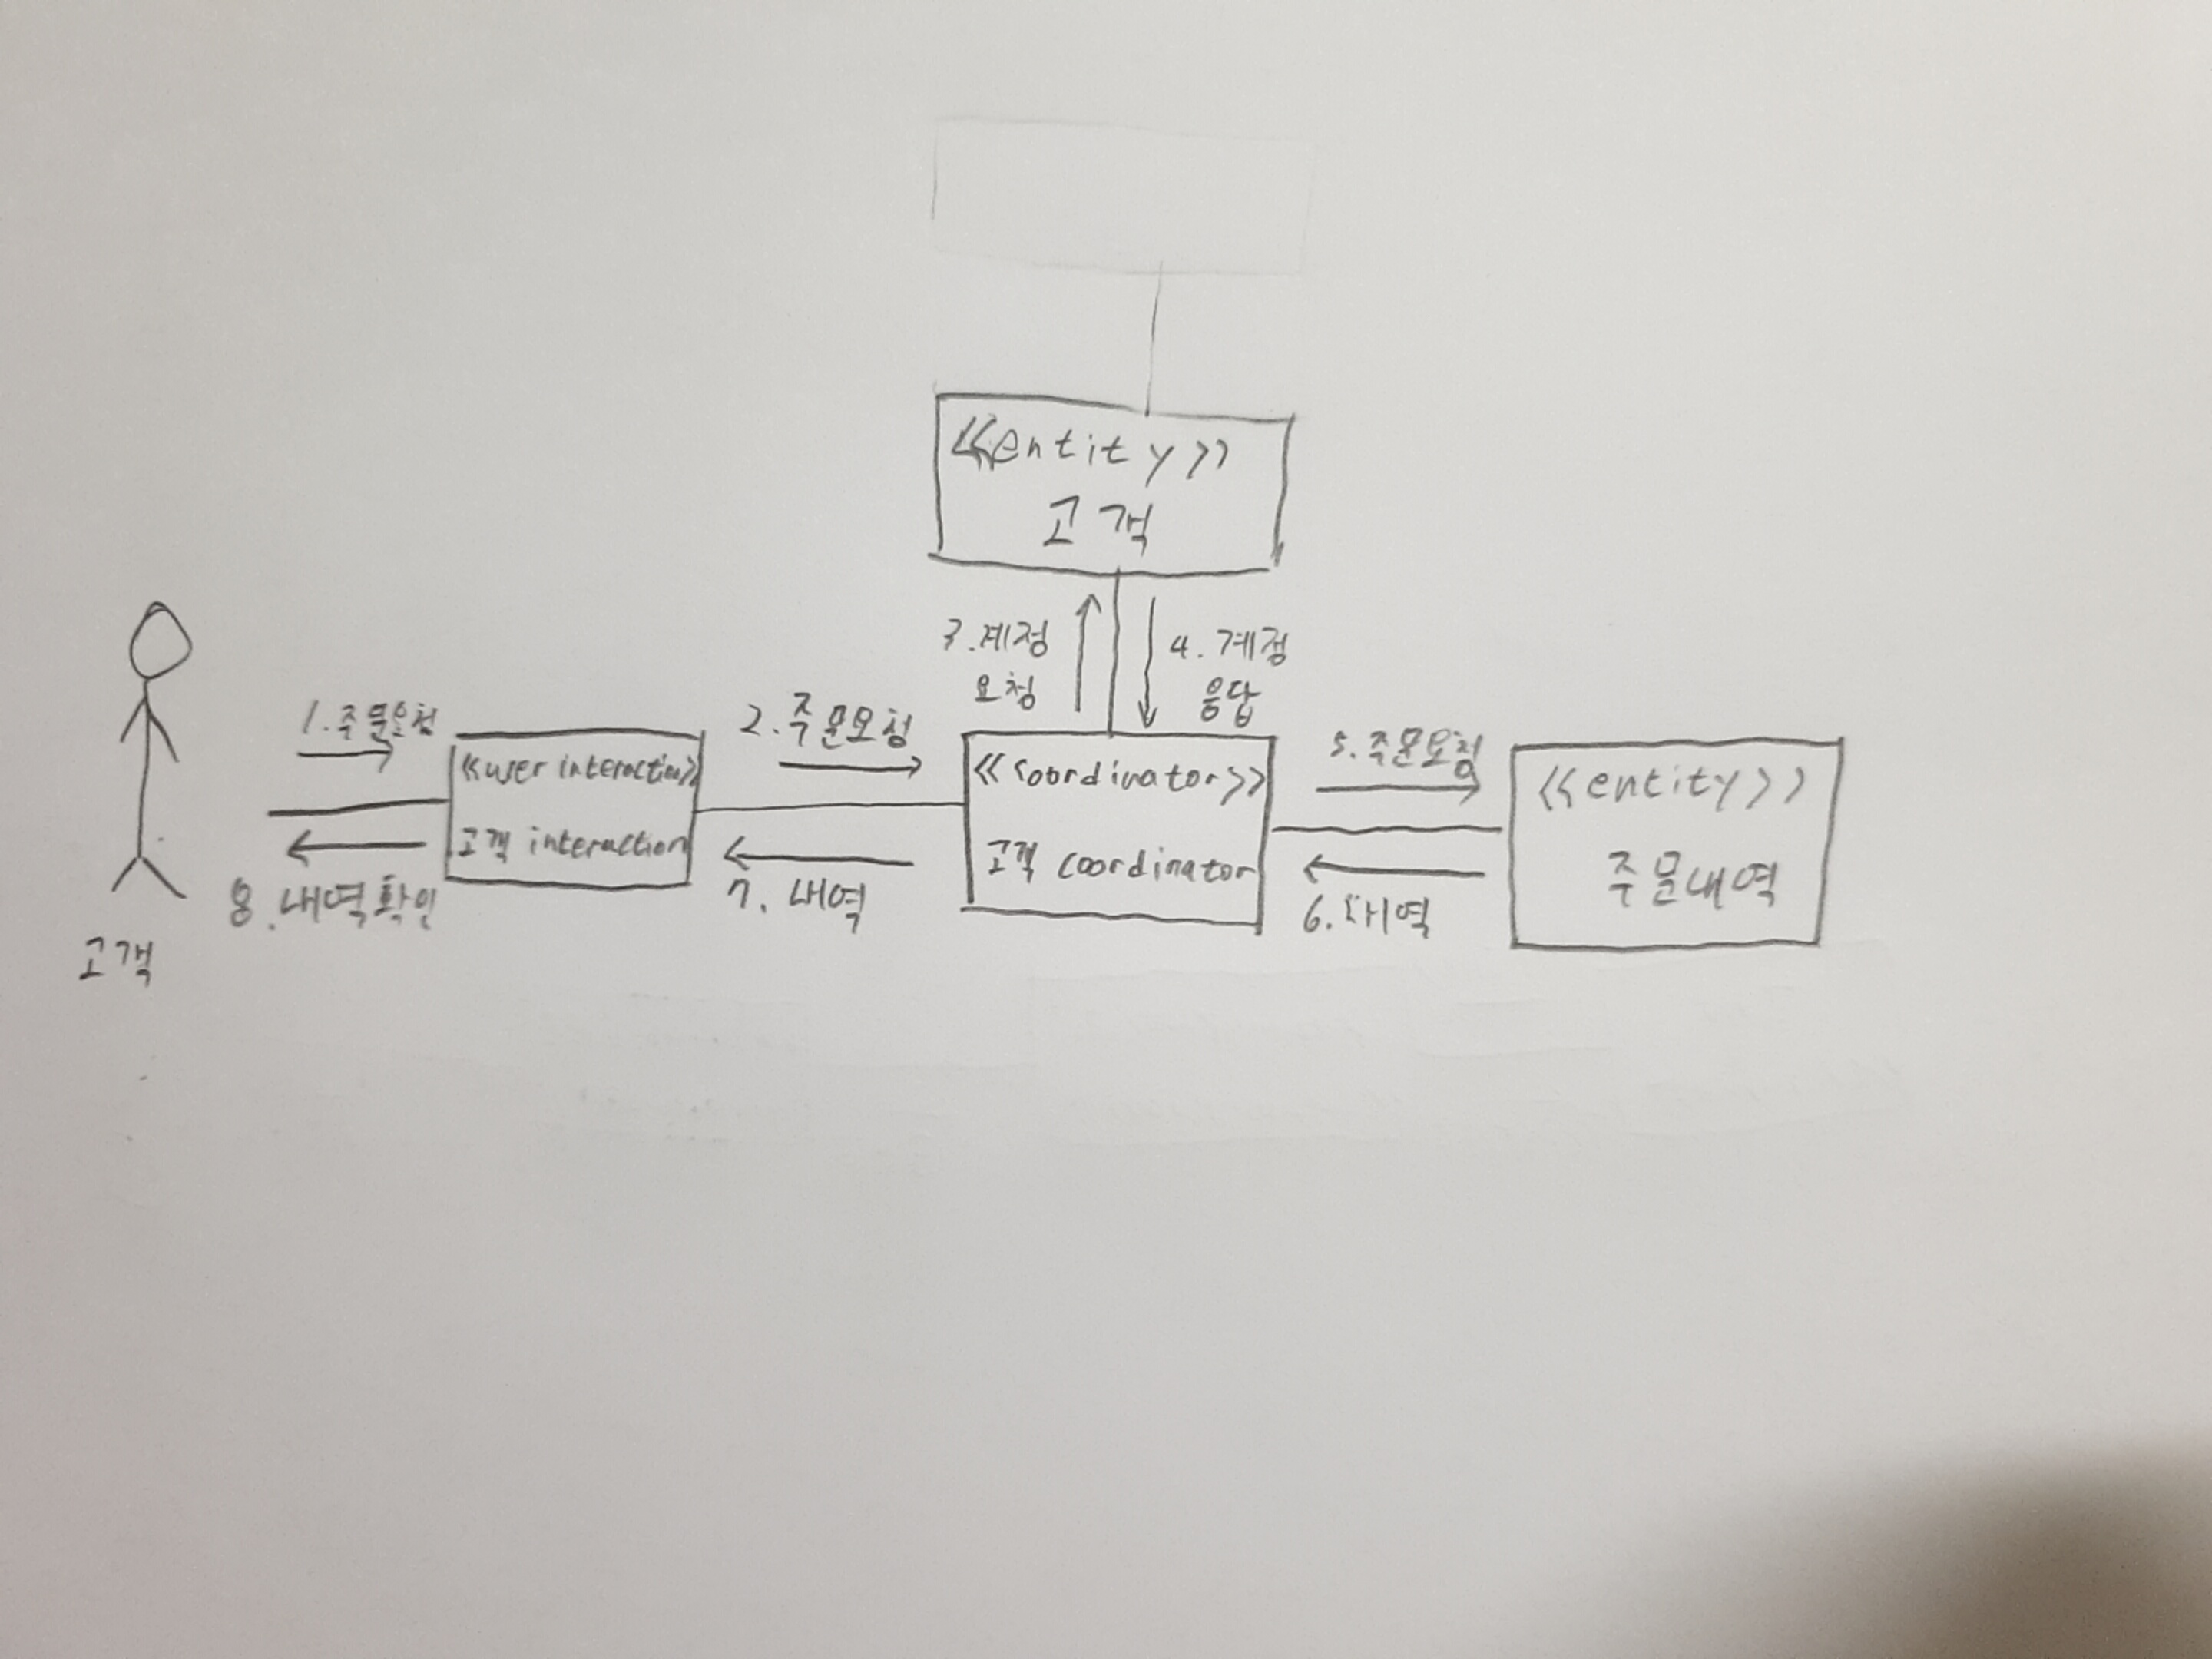 <<entity>>
고객
3. 계정
요청
4. 계정
응답
1. 주문요청
2. 주문요청
5. 주문요청
<<user interaction>>
고객 interaction
<<coordinator>>
고객 coordinator
<<entity>>
주문내역
8. 내역확인
7. 내역
6. 내역
고객